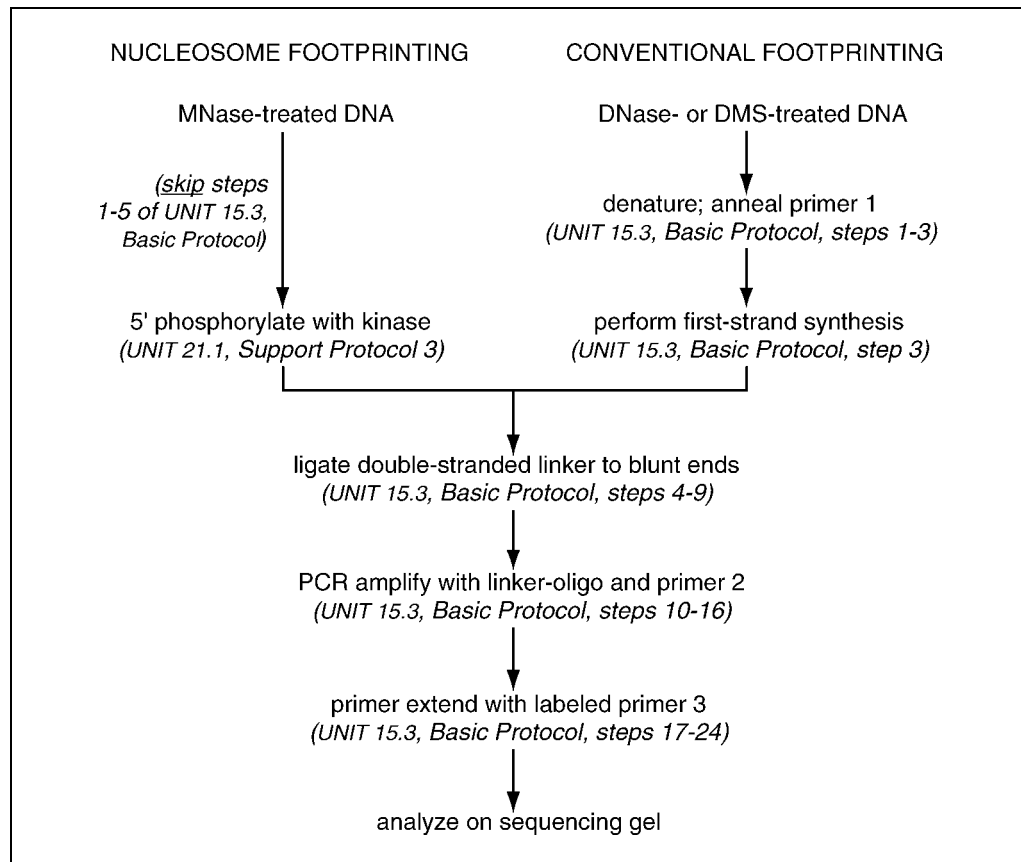 NUCLEOSOME FOOTPRINTING
CONVENTIONAL FOOTPRINTING
MNase-treated DNA
DNase- or DMS-treated DNA
(skip steps
1-5 of UNIT 15.3,
Basic Protocol)
denature; anneal primer 1
(UNIT 15.3, Basic Protocol, steps 1-3)
5' phosphorylate with kinase
(UNIT 21.1, Support Protocol 3)
perform first-strand synthesis
(UNIT 15.3, Basic Protocol, step 3)
ligate double-stranded linker to blunt ends
(UNIT 15.3, Basic Protocol, steps 4-9)
PCR amplify with linker-oligo and primer 2
(UNIT 15.3, Basic Protocol, steps 10-16)
primer extend with labeled primer 3
(UNIT 15.3, Basic Protocol, steps 17-24)
analyze on sequencing gel